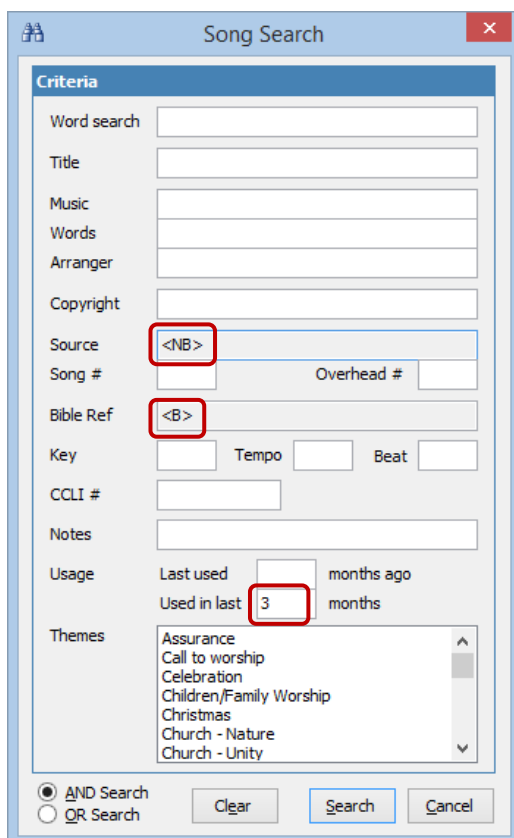 Song Search
Criteria
Word search
Title
Music
Words
Arranger
Copyright
Source <NB>
Song # Overhead #
Bible Ref <B>
Key Tempo Beat
CCLI #
Notes
Usage Last used months ago
Used in last 3 months
Themes Assurance
Call to worship
Celebration
Children/Family Worship
Christmas
Church - Nature
Church - Unity
AND Search
OR Search
Clear Search Cancel